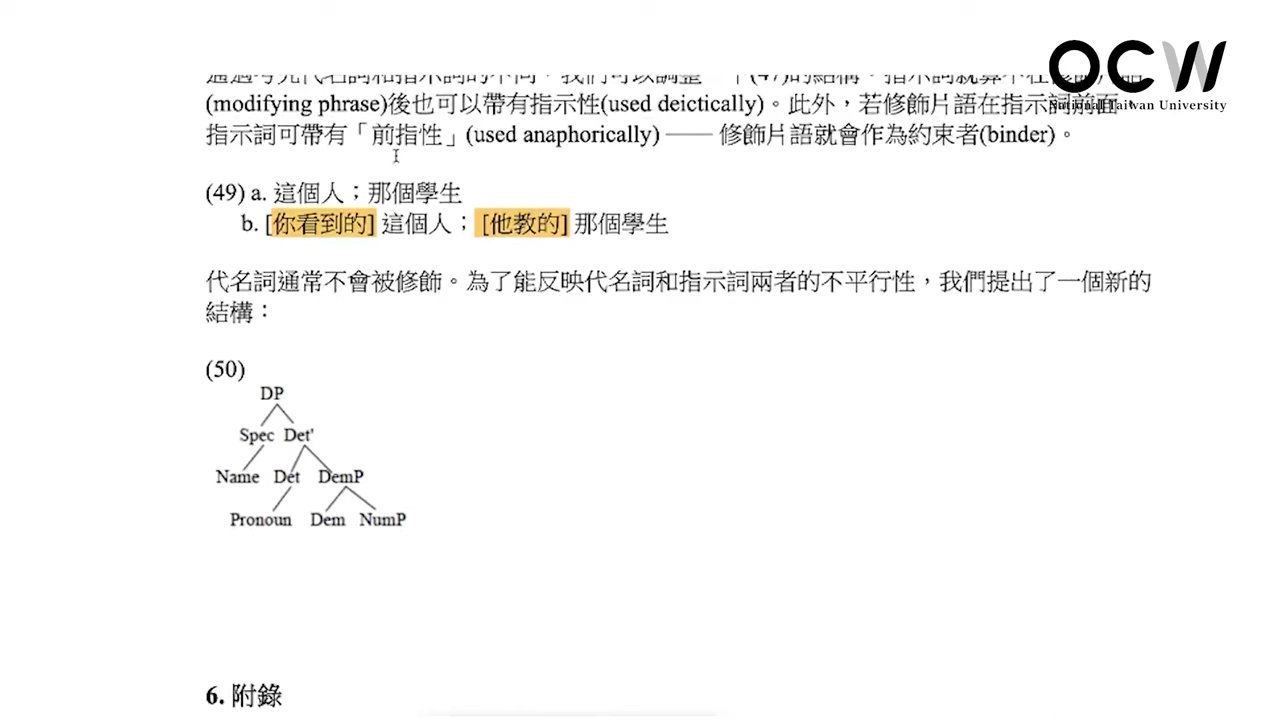 OCW
National Taiwan University
(modifying phrase)後也可以帶有指示性(used deictically)。此外，若修飾片語在指示詞前面，
指示詞可帶有「前指性」(used anaphorically) —— 修飾片語就會作為約束者(binder)。
(49) a. 這個人；那個學生
b. [你看到的] 這個人； [他教的] 那個學生
代名詞通常不會被修飾。為了能反映代名詞和指示詞兩者的不平行性，我們提出了一個新的
結構：
(50)
DP
Spec Det'
Name Det DemP
Pronoun Dem NumP
6. 附錄